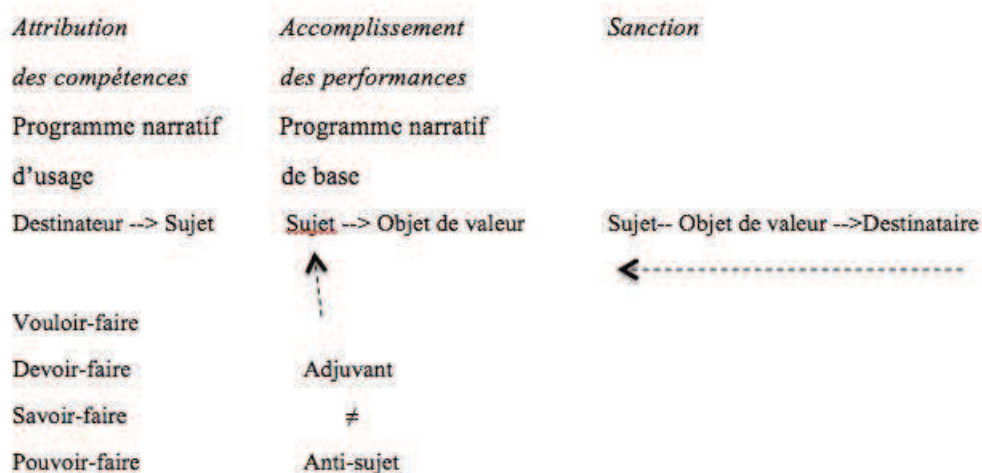 Attribution
des compétences
Programme narratif
d'usage
Destinateur --> Sujet
Vouloir-faire
Devoir-faire
Savoir-faire
Pouvoir-faire
Accomplissement
des performances
Programme narratif
de base
Sujet --> Objet de valeur
Adjuvant
≠
Anti-sujet
Sanction
Sujet-- Objet de valeur -->Destinataire